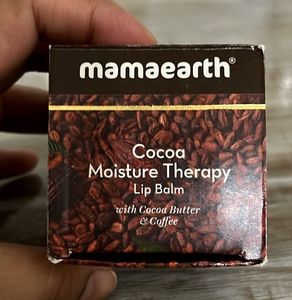 mamaearth®
Cocoa
Moisture Therapy
Lip Balm
with Cocoa Butter
& Coffee